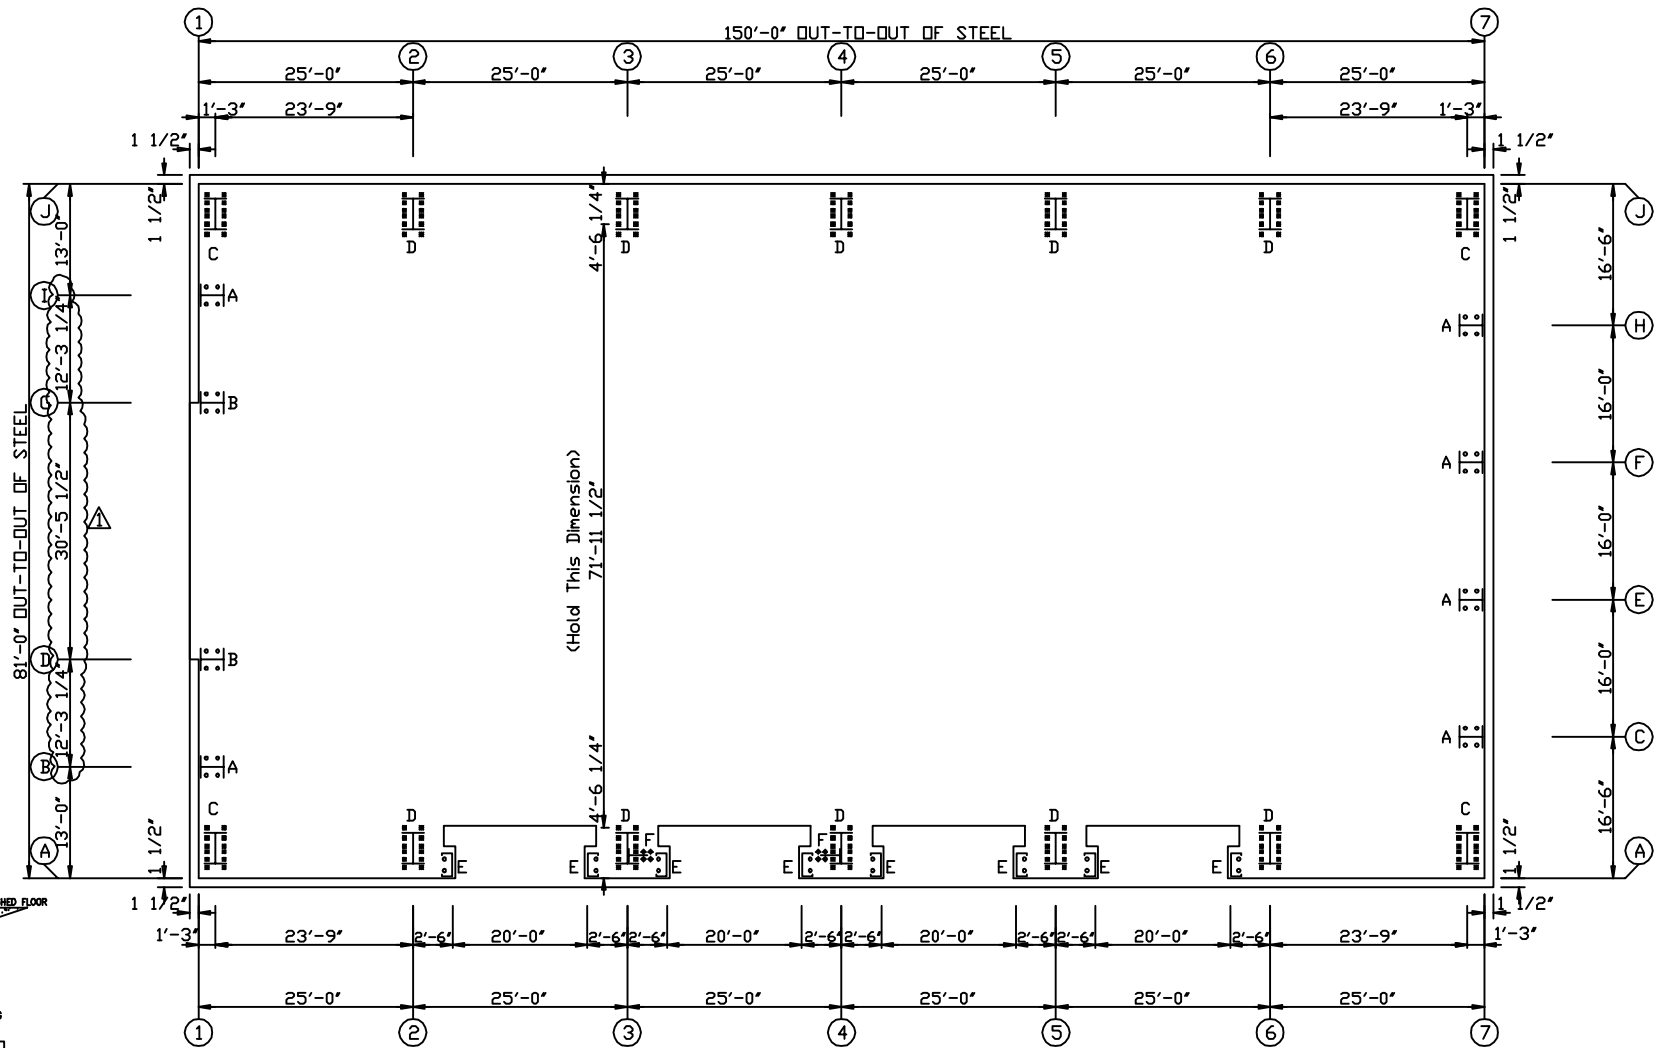 1 7
150'-0" OUT-TO-OUT OF STEEL
2 3 4 5 6
25'-0" 25'-0" 25'-0" 25'-0" 25'-0" 25'-0"
1'-3" 23'-9" 23'-9" 1'-3"
1 1/2" 1 1/2"
1 1/2" 1 1/2"
J J
13'-0" 4'-6 1/4" 16'-6"
C D D D D D C
I A
A H
12'-3 1/4"
G B
16'-0"
A F
81'-0" OUT-TO-OUT OF STEEL
30'-5 1/2"
1
(Hold This Dimension)
71'-11 1/2"
16'-0"
A E
D B
16'-0"
12'-3 1/4"
A C
B A
4'-6 1/4"
13'-0" 16'-6"
C D D D D D C
F F
A A
E E E E E E E E
1 1/2" 1 1/2"
HED FLOOR
1 1/2" 1 1/2"
1'-3" 23'-9" 2'-6" 20'-0" 2'-6" 2'-6" 20'-0" 2'-6" 2'-6" 20'-0" 2'-6" 2'-6" 20'-0" 2'-6" 23'-9" 1'-3"
25'-0" 25'-0" 25'-0" 25'-0" 25'-0" 25'-0"
1 2 3 4 5 6 7